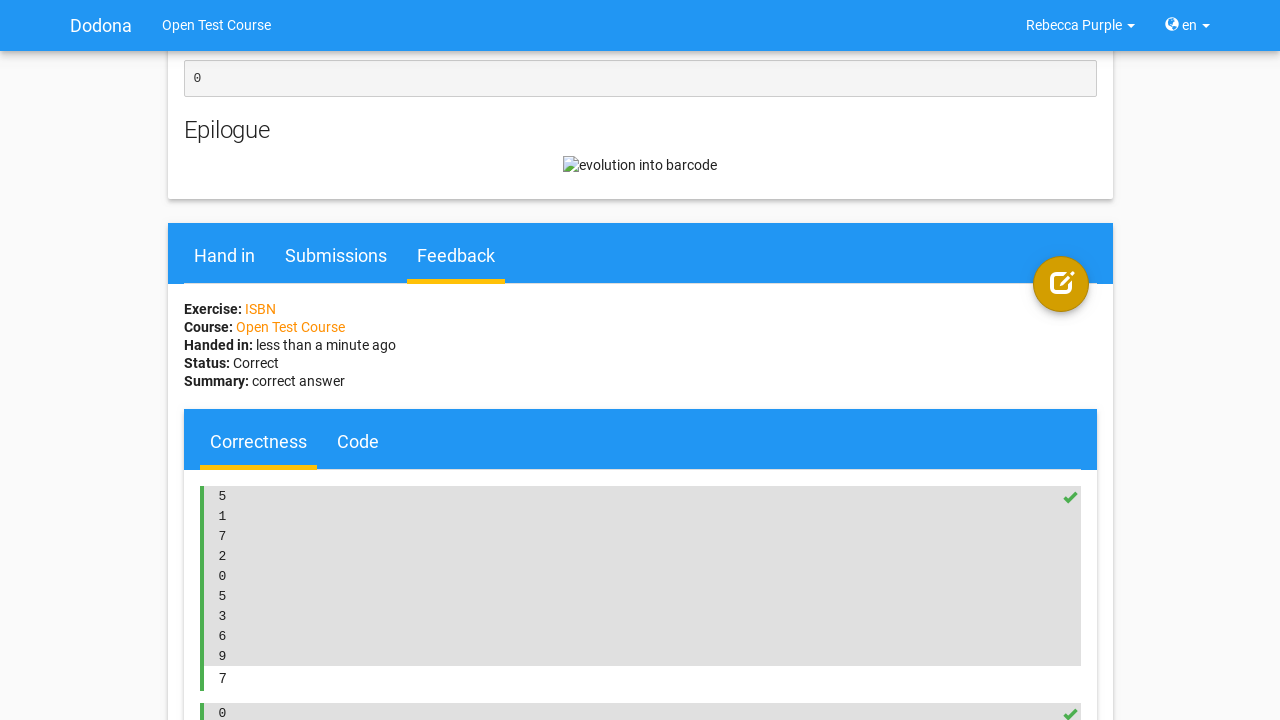 Dodona Open Test Course Rebecca Purple en
0
Epilogue
evolution into barcode
Hand in Submissions Feedback
Exercise: ISBN
Course: Open Test Course
Handed in: less than a minute ago
Status: Correct
Summary: correct answer
Correctness Code
5
1
7
2
0
5
3
6
9
7
0